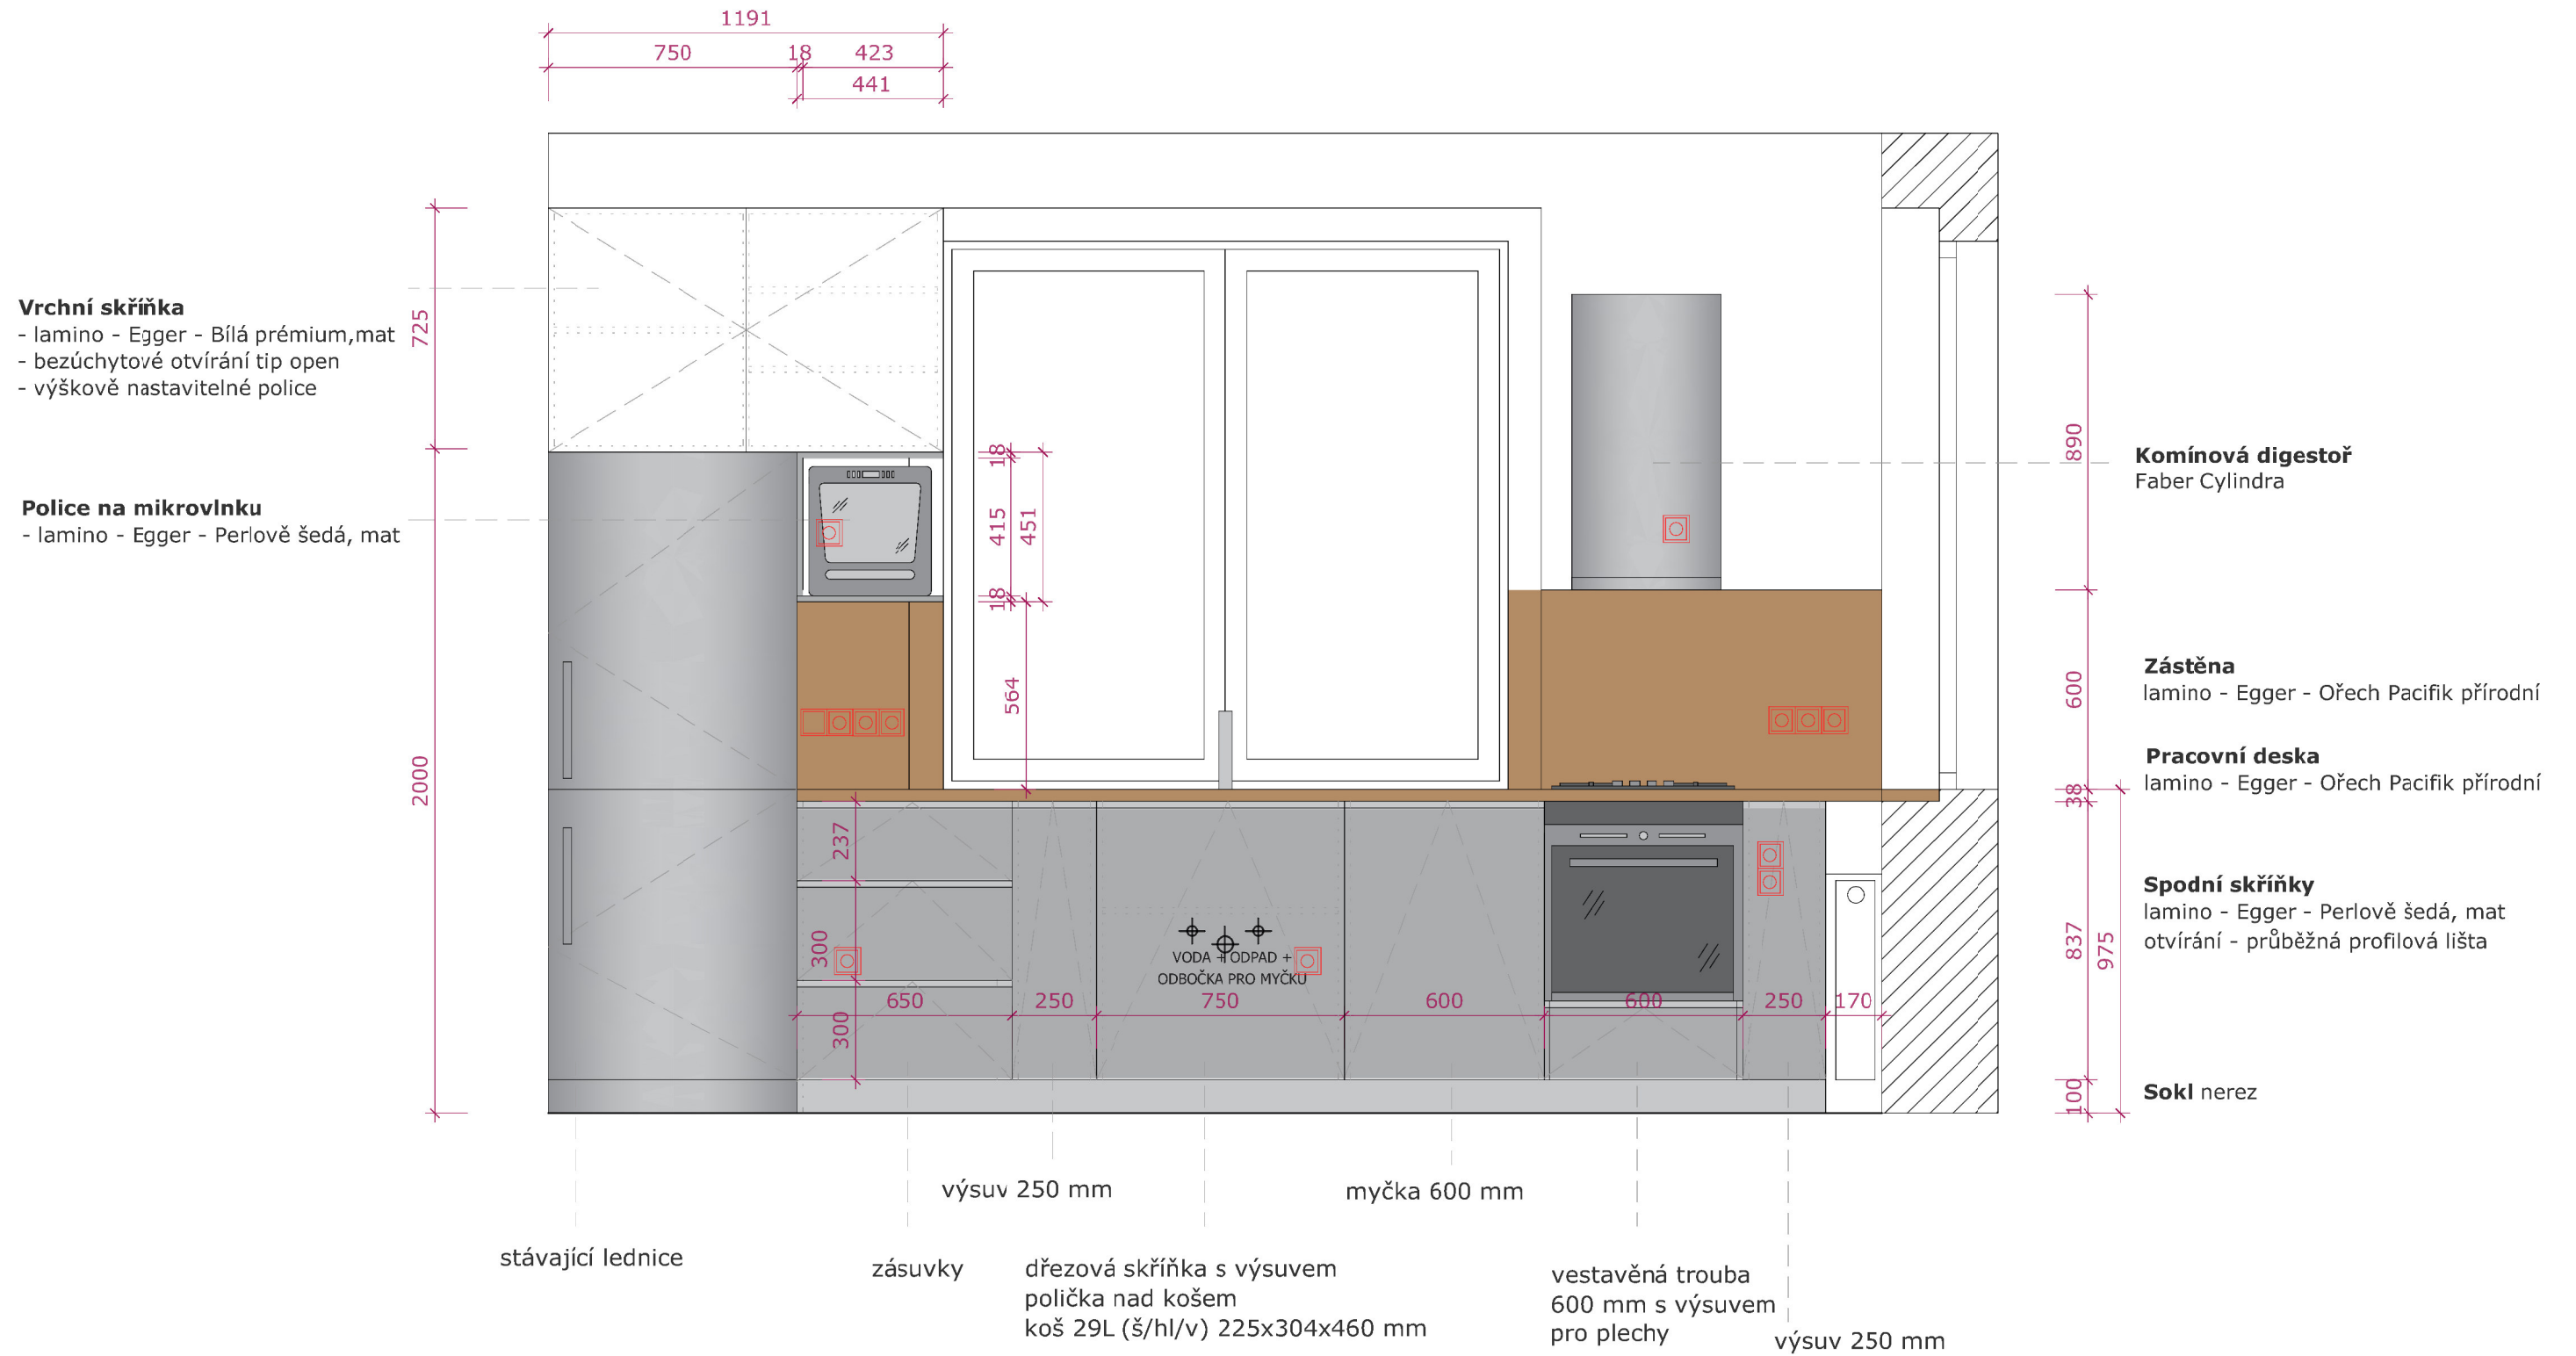 1191
750
18
423
441
Vrchní skříňka
- lamino - Egger - Bílá prémium,mat
- bezúchytové otvírání tip open
- výškově nastavitelné police
725
Police na mikrovlnku
- lamino - Egger - Perlově šedá, mat
2000
18
415
451
18
564
890
Komínová digestoř
Faber Cylindra
600
Zástěna
lamino - Egger - Ořech Pacifik přírodní
Pracovní deska
lamino - Egger - Ořech Pacifik přírodní
38
237
300
300
VODA + ODPAD +
ODBOČKA PRO MYČKU
650
250
750
600
600
250
170
837
975
Spodní skříňky
lamino - Egger - Perlově šedá, mat
otvírání - průběžná profilová lišta
100
Sokl nerez
výsuv 250 mm
myčka 600 mm
stávající lednice
zásuvky
dřezová skříňka s výsuvem
polička nad košem
koš 29L (š/hl/v) 225x304x460 mm
vestavěná trouba
600 mm s výsuvem
pro plechy
výsuv 250 mm